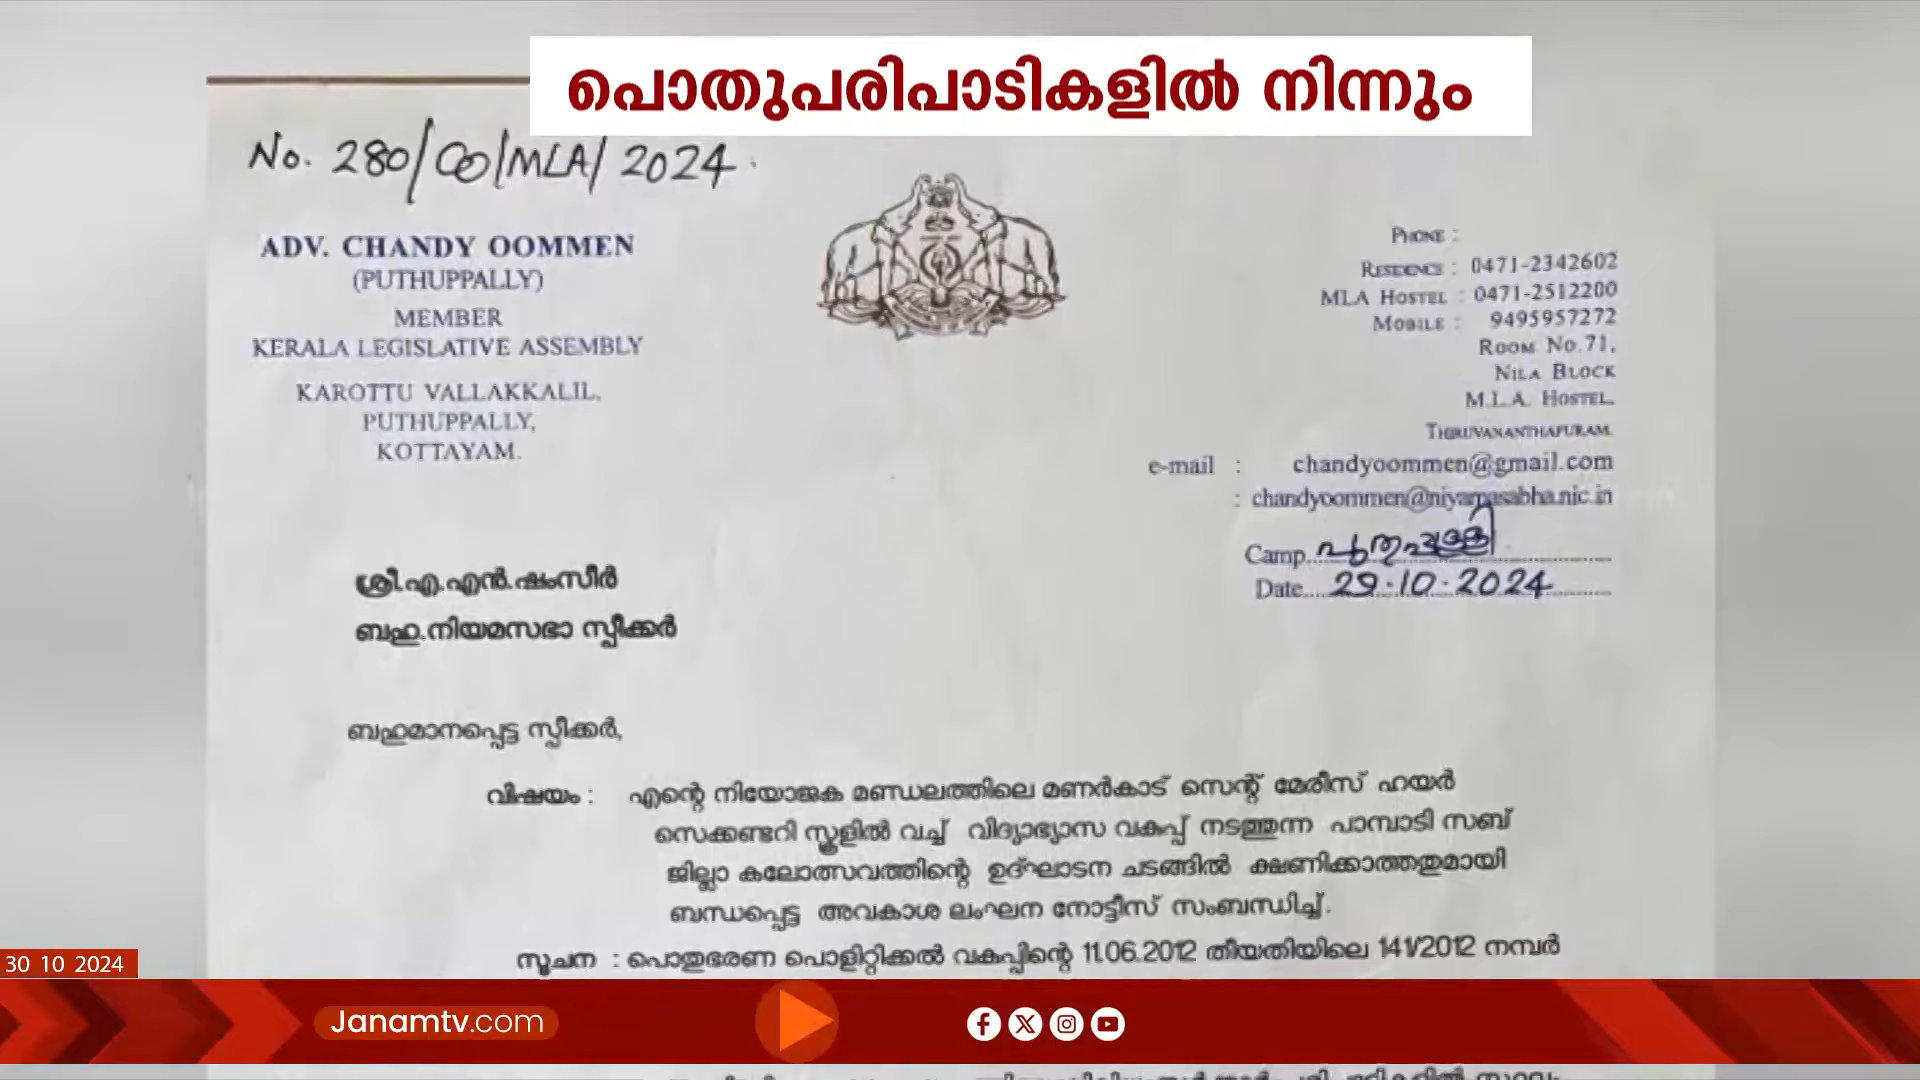 പൊതുപരിപാടികളിൽ നിന്നും
No. 280/CO/MLA/2024.
ADV. CHANDY OOMMEN
(PUTHUPPALLY)
MEMBER
KERALA LEGISLATIVE ASSEMBLY
KAROTTU VALLAKKALIL,
PUTHUPPALLY,
KOTTAYAM.
PHONE :
RESIDENCE : 0471-2342602
MLA HOSTEL : 0471-2512200
MOBILE : 9495957272
ROOM NO.71,
NILA BLOCK
M.L.A. HOSTEL,
THIRUVANANTHAPURAM.
e-mail : chandyoommen@gmail.com
: chandyoommen@niyamasabha.nic.in
Camp പുതുപ്പള്ളി
Date 29.10.2024
ശ്രീ.എ.എൻ.ഷംസീർ
ബഹു.നിയമസഭാ സ്പീക്കർ
ബഹുമാനപ്പെട്ട സ്പീക്കർ,
വിഷയം : എന്റെ നിയോജക മണ്ഡലത്തിലെ മണർകാട് സെന്റ് മേരീസ് ഹയർ
സെക്കണ്ടറി സ്കൂളിൽ വച്ച് വിദ്യാഭ്യാസ വകുപ്പ് നടത്തുന്ന പാമ്പാടി സബ്
ജില്ലാ കലോത്സവത്തിന്റെ ഉദ്ഘാടന ചടങ്ങിൽ ക്ഷണിക്കാത്തതുമായി
ബന്ധപ്പെട്ട അവകാശ ലംഘന നോട്ടീസ് സംബന്ധിച്ച്.
സൂചന : പൊതുഭരണ പൊളിറ്റിക്കൽ വകുപ്പിന്റെ 11.06.2012 തീയതിയിലെ 141/2012 നമ്പർ
30 10 2024
Janamtv.com